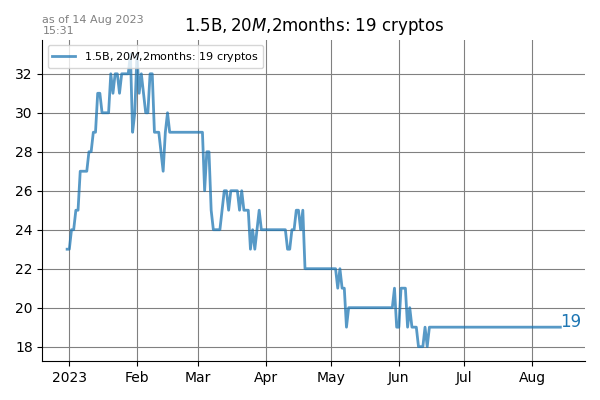 as of 14 Aug 2023
15:31
1.5B, 20M,2months: 19 cryptos
1.5B, 20M,2months: 19 cryptos
32
30
28
26
24
22
20
18
19
2023 Feb Mar Apr May Jun Jul Aug